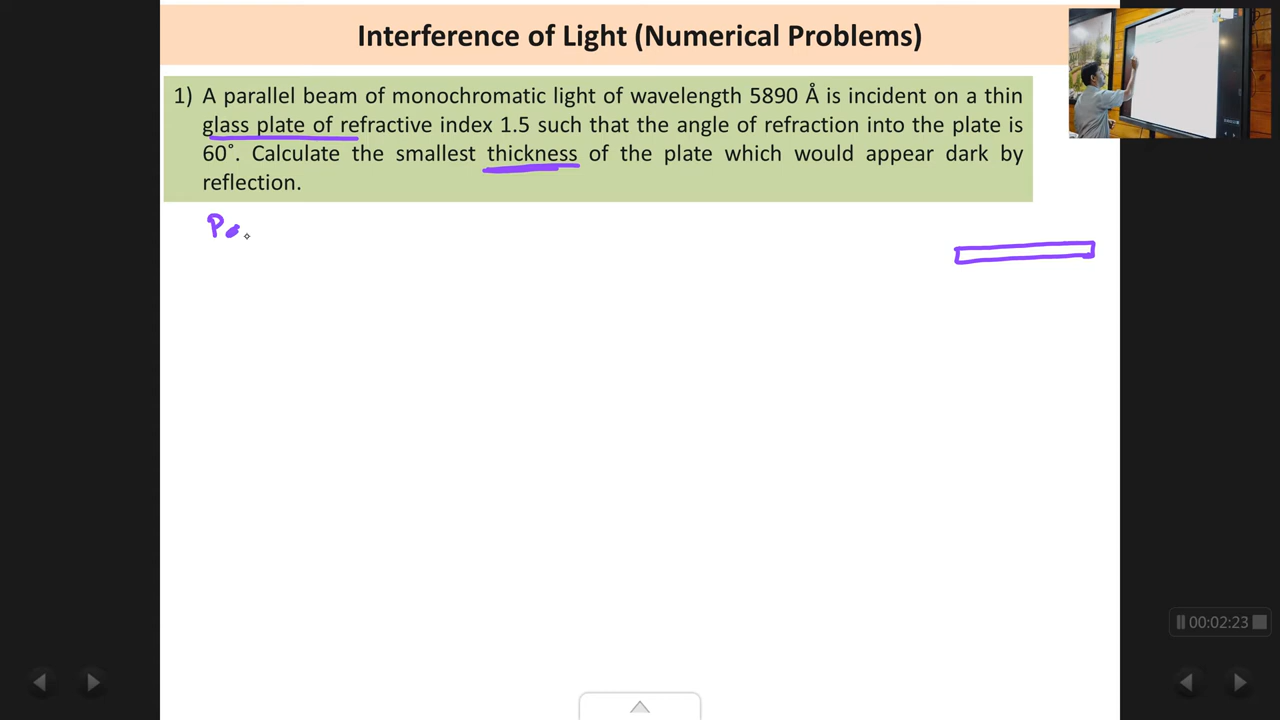 Interference of Light (Numerical Problems)
1) A parallel beam of monochromatic light of wavelength 5890 Å is incident on a thin
glass plate of refractive index 1.5 such that the angle of refraction into the plate is
60˚. Calculate the smallest thickness of the plate which would appear dark by
reflection.
Pa
00:02:23